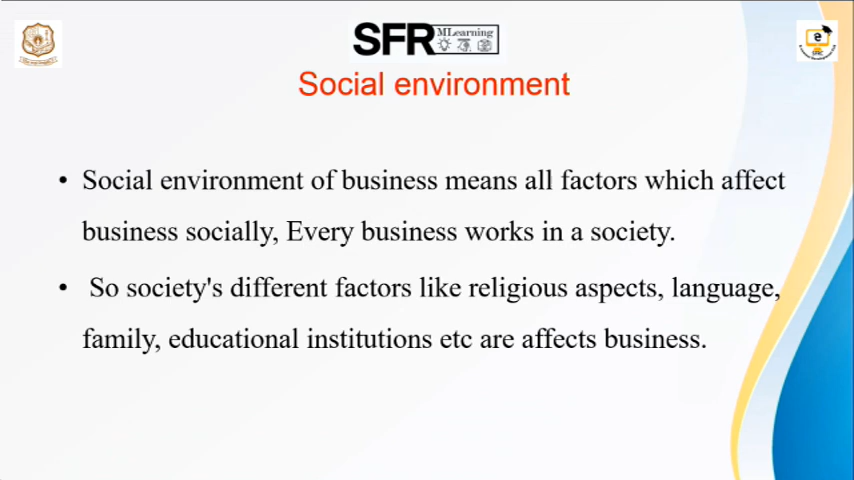 SFR MLearning
Social environment
• Social environment of business means all factors which affect
business socially, Every business works in a society.
• So society's different factors like religious aspects, language,
family, educational institutions etc are affects business.